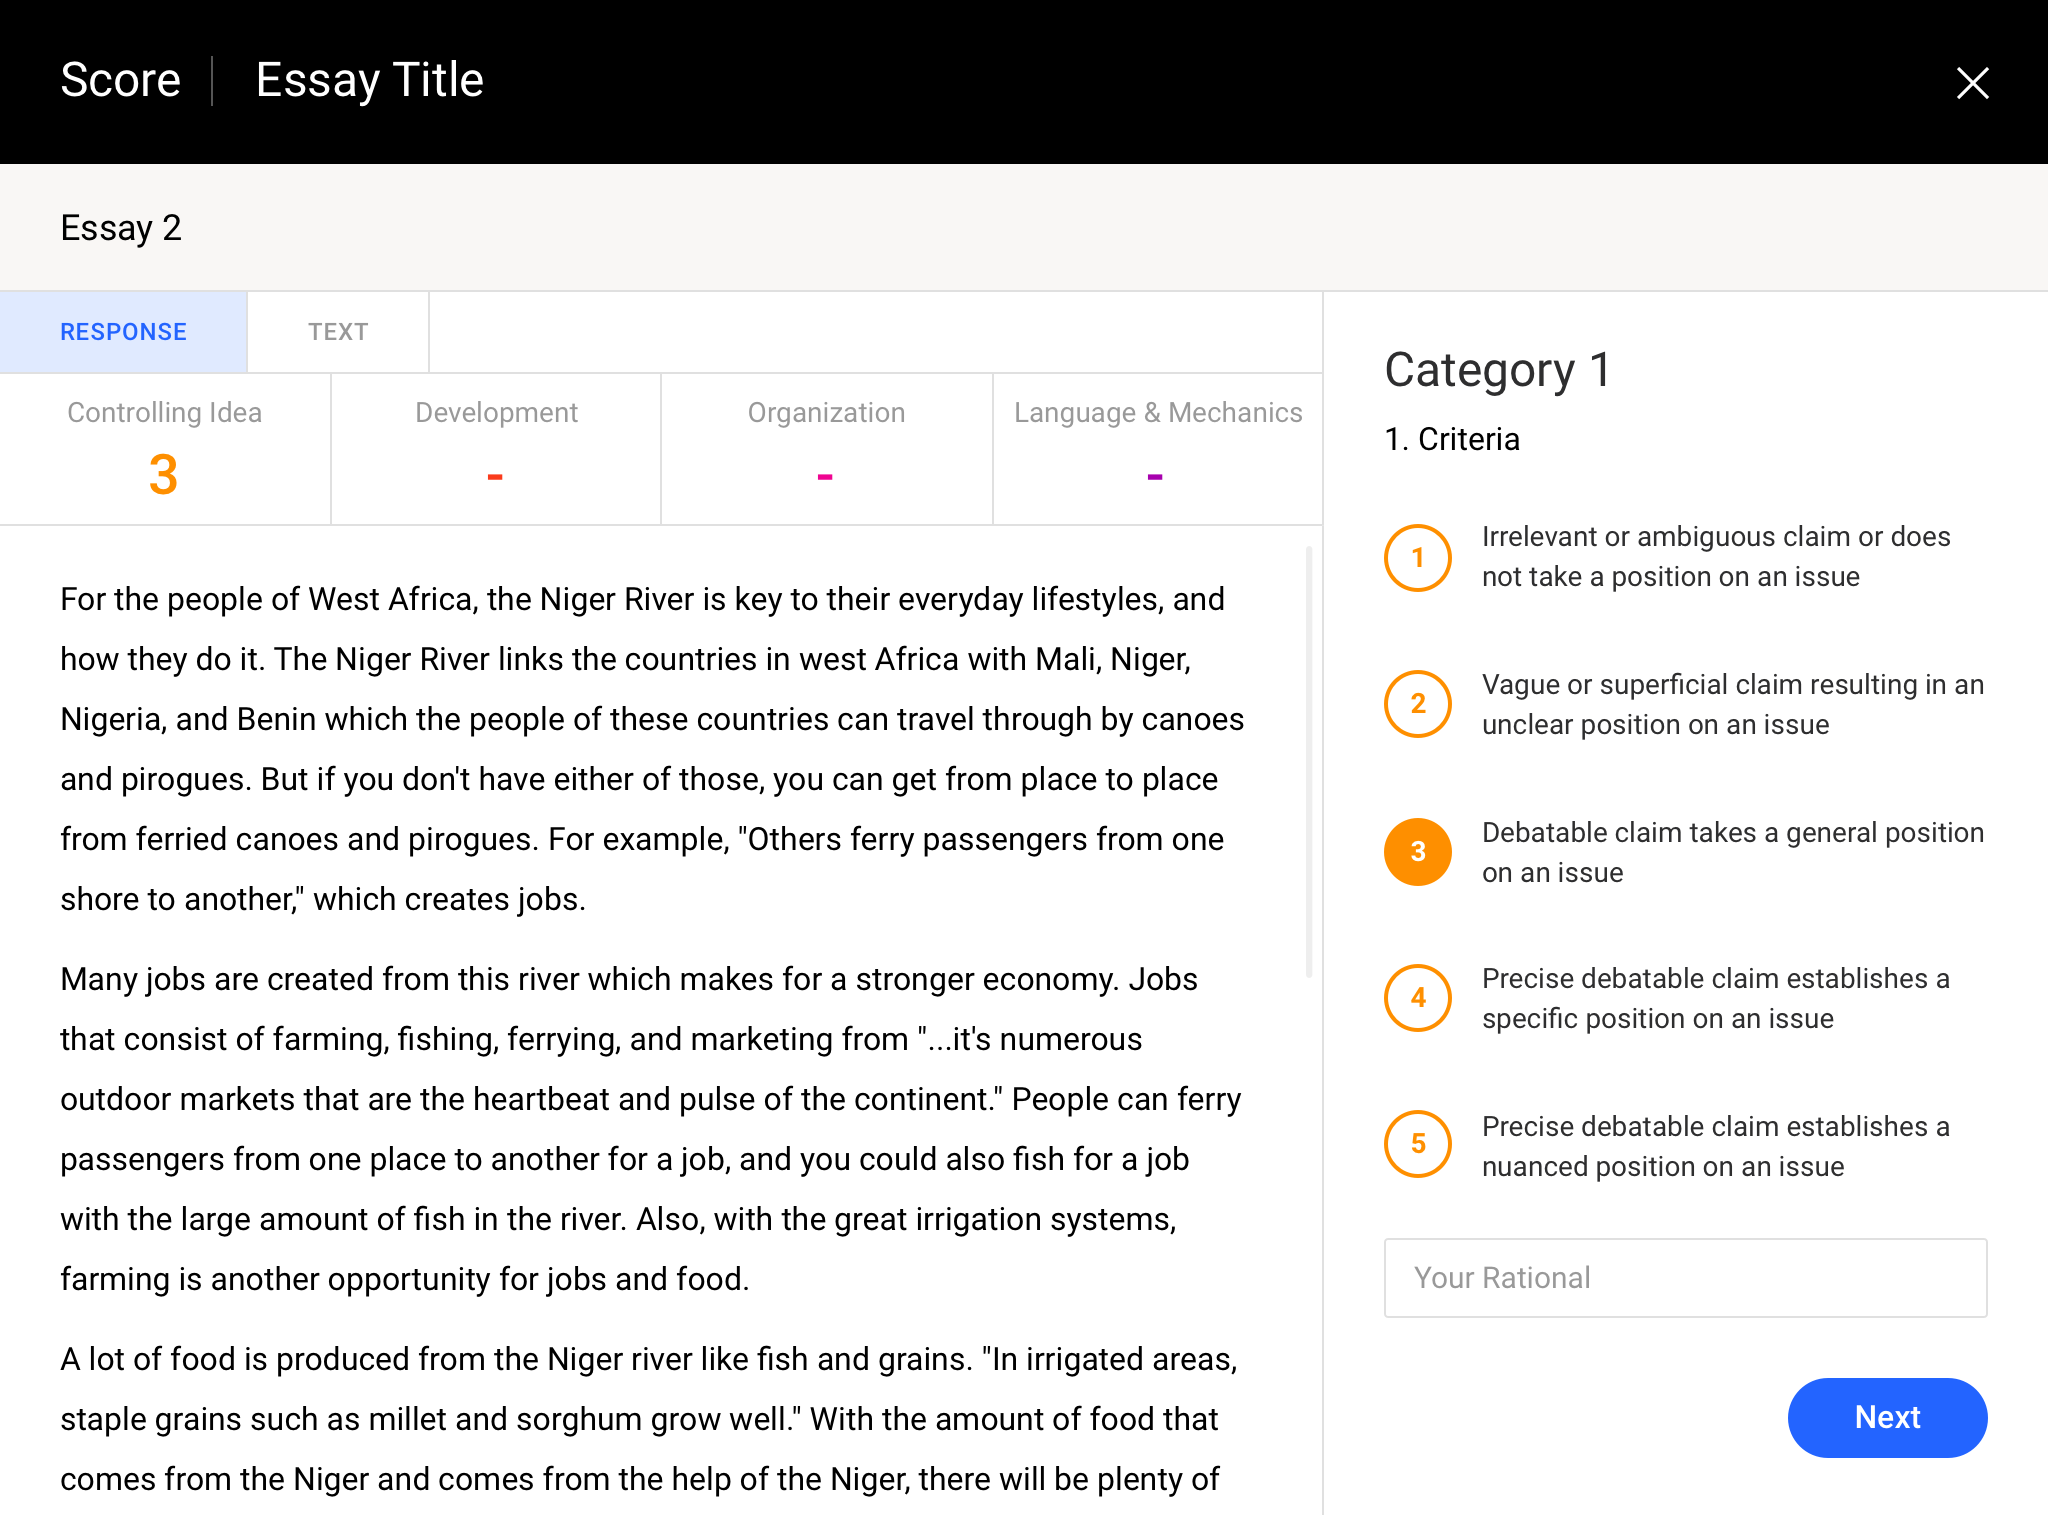 Score
Essay Title
Essay 2
RESPONSE
TEXT
Controlling Idea
3
Development
-
Organization
-
Language & Mechanics
-
For the people of West Africa, the Niger River is key to their everyday lifestyles, and
how they do it. The Niger River links the countries in west Africa with Mali, Niger,
Nigeria, and Benin which the people of these countries can travel through by canoes
and pirogues. But if you don't have either of those, you can get from place to place
from ferried canoes and pirogues. For example, "Others ferry passengers from one
shore to another," which creates jobs.
Many jobs are created from this river which makes for a stronger economy. Jobs
that consist of farming, fishing, ferrying, and marketing from "...it's numerous
outdoor markets that are the heartbeat and pulse of the continent." People can ferry
passengers from one place to another for a job, and you could also fish for a job
with the large amount of fish in the river. Also, with the great irrigation systems,
farming is another opportunity for jobs and food.
A lot of food is produced from the Niger river like fish and grains. "In irrigated areas,
staple grains such as millet and sorghum grow well." With the amount of food that
comes from the Niger and comes from the help of the Niger, there will be plenty of
Category 1
1. Criteria
1
Irrelevant or ambiguous claim or does
not take a position on an issue
2
Vague or superficial claim resulting in an
unclear position on an issue
3
Debatable claim takes a general position
on an issue
4
Precise debatable claim establishes a
specific position on an issue
5
Precise debatable claim establishes a
nuanced position on an issue
Your Rational
Next